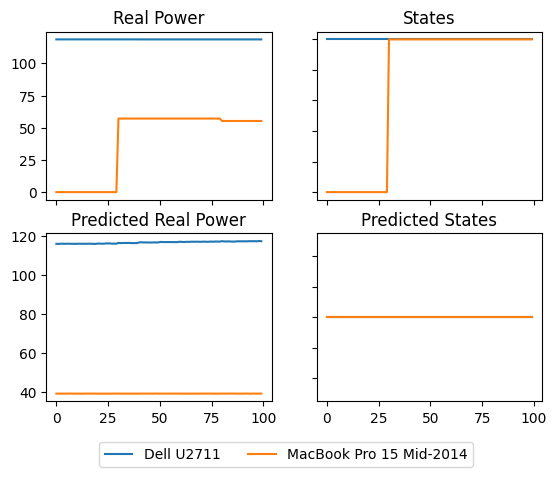 Real Power
States
100
75
50
25
0
Predicted Real Power
Predicted States
120
100
80
60
40
0 25 50 75 100
0 25 50 75 100
Dell U2711
MacBook Pro 15 Mid-2014